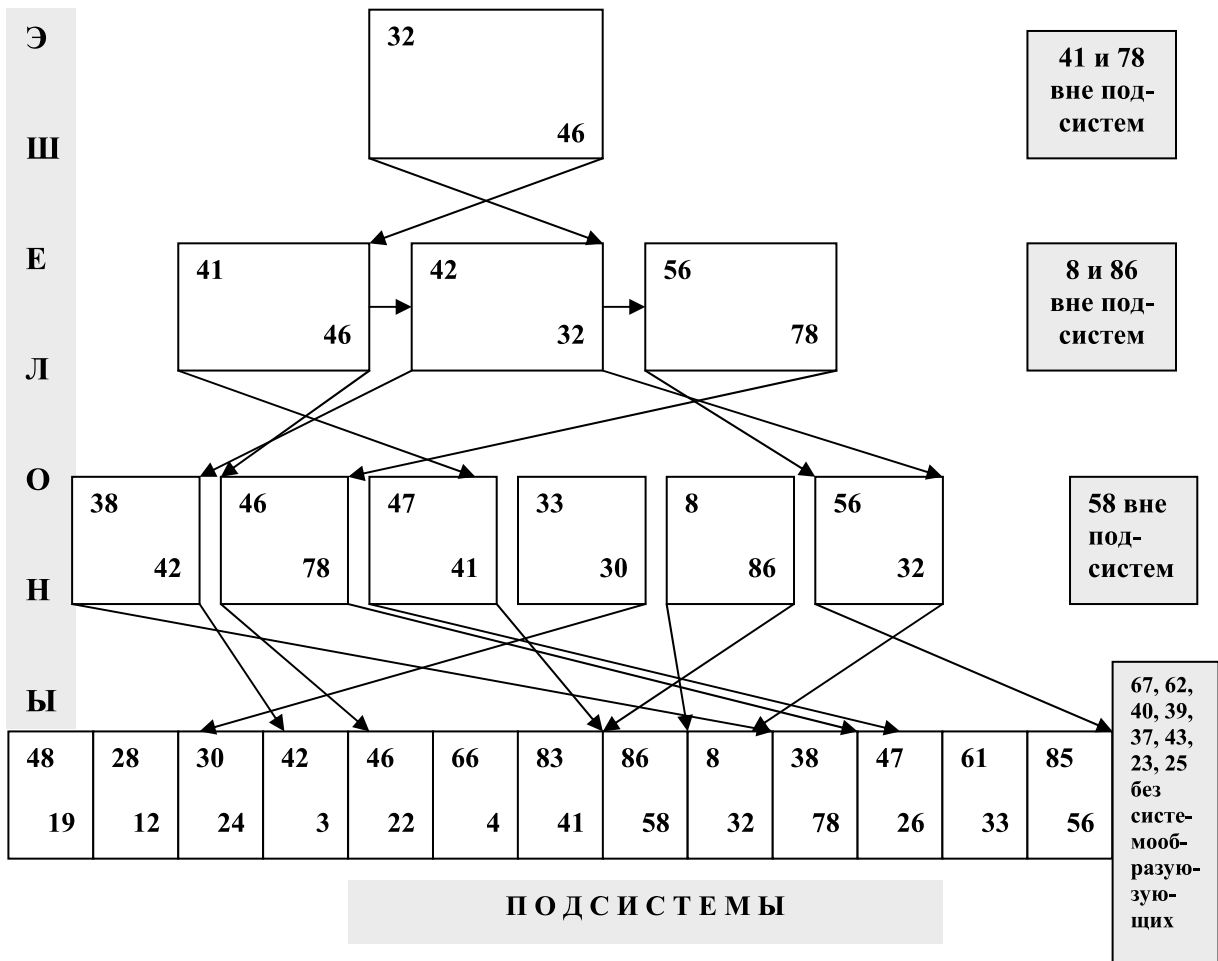 Э
Ш
Е
Л
О
Н
Ы
32
46
41 и 78
вне под-
систем
41
46
42
32
56
78
8 и 86
вне под-
систем
38
42
46
78
47
41
33
30
8
86
56
32
58 вне
под-
систем
48
19
28
12
30
24
42
3
46
22
66
4
83
41
86
58
8
32
38
78
47
26
61
33
85
56
67, 62,
40, 39,
37, 43,
23, 25
без
систе-
мооб-
разую-
зую-
щих
П О Д С И С Т Е М Ы